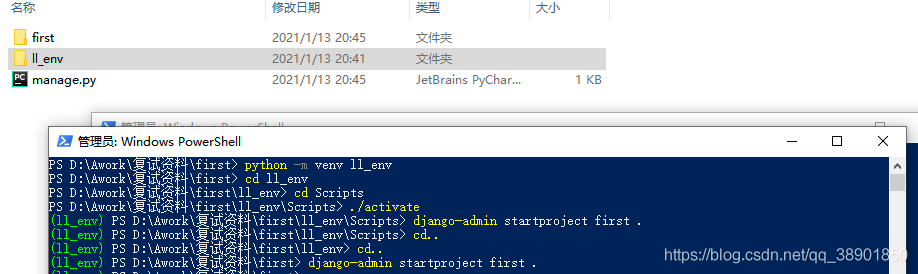 名称 修改日期 类型 大小
first 2021/1/13 20:45 文件夹
ll_env 2021/1/13 20:41 文件夹
manage.py 2021/1/13 20:45 JetBrains PyChar... 1 KB
管理员: Windows PowerShell
管理员: Windows PowerShell
PS D:\Awork\复试资料\first> python -m venv ll_env
PS D:\Awork\复试资料\first> cd ll_env
PS D:\Awork\复试资料\first\ll_env> cd Scripts
PS D:\Awork\复试资料\first\ll_env\Scripts> ./activate
(ll_env) PS D:\Awork\复试资料\first\ll_env\Scripts> django-admin startproject first .
(ll_env) PS D:\Awork\复试资料\first\ll_env\Scripts> cd..
(ll_env) PS D:\Awork\复试资料\first\ll_env> cd..
(ll_env) PS D:\Awork\复试资料\first> django-admin startproject first .
https://blog.csdn.net/qq_38901850